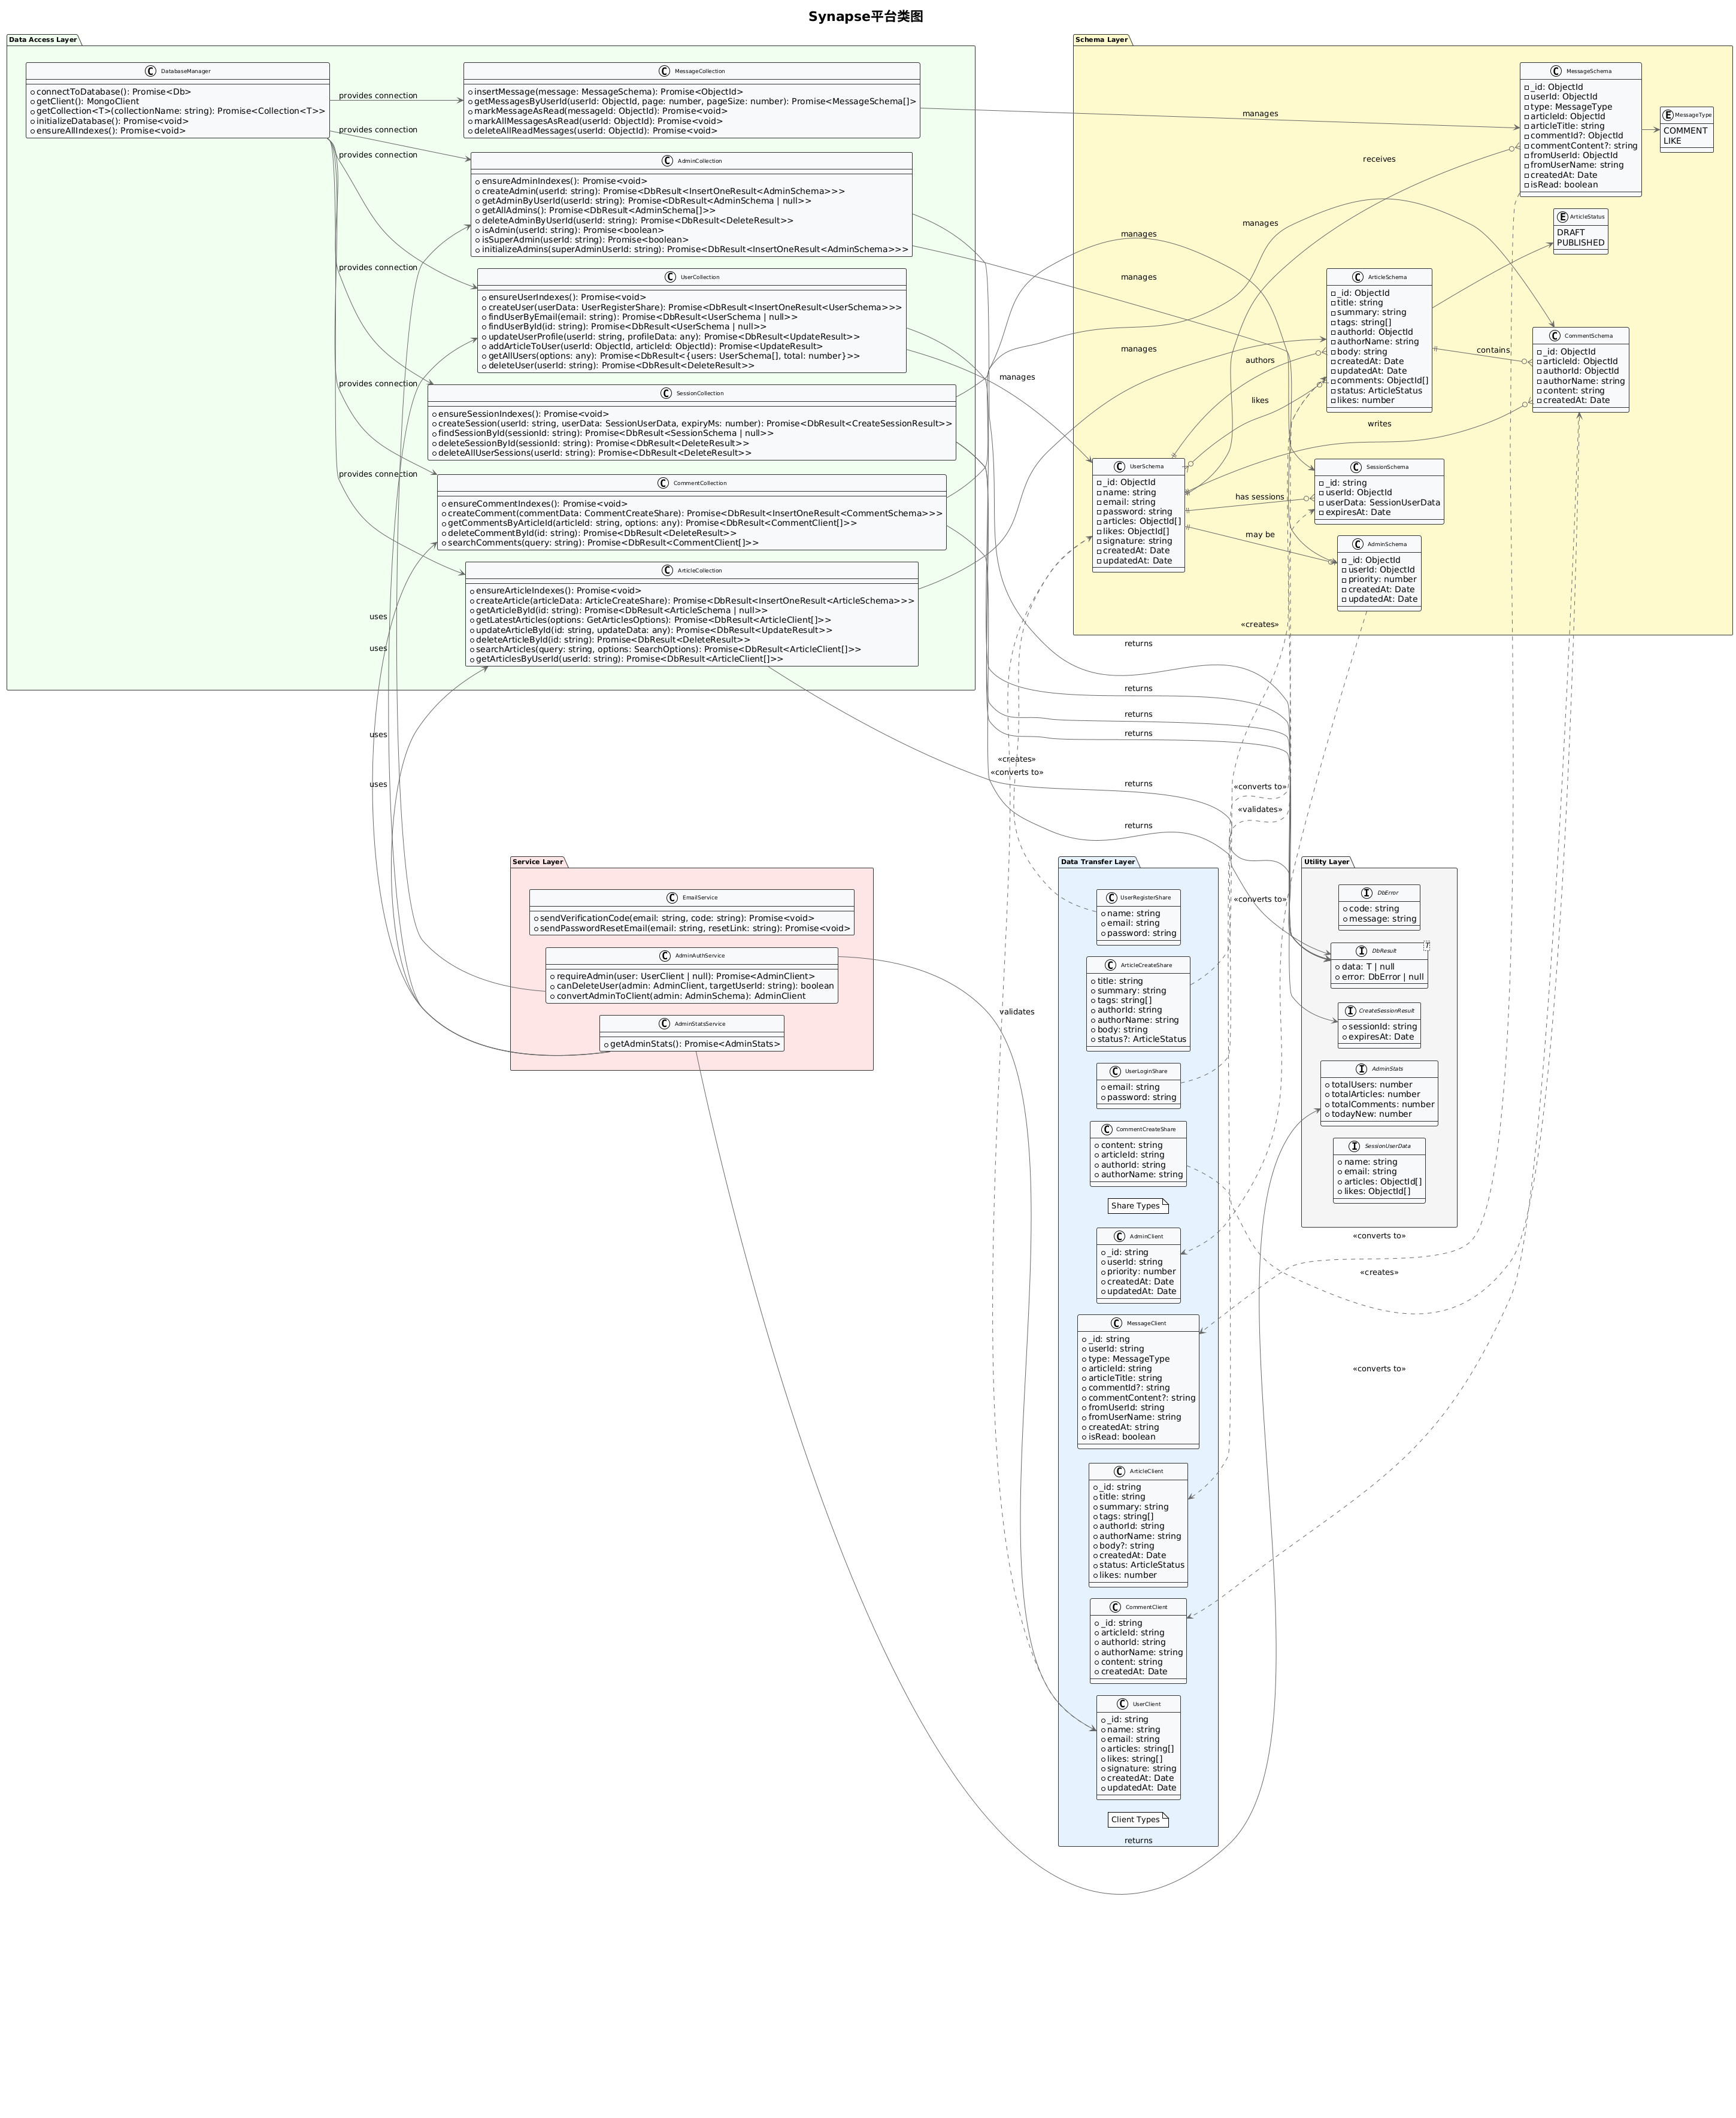 Synapse平台类图
Data Access Layer
DatabaseManager
connectToDatabase(): Promise<Db>
getClient(): MongoClient
getCollection<T>(collectionName: string): Promise<Collection<T>>
initializeDatabase(): Promise<void>
ensureAllIndexes(): Promise<void>
provides connection
provides connection
provides connection
provides connection
provides connection
provides connection
MessageCollection
insertMessage(message: MessageSchema): Promise<ObjectId>
getMessagesByUserId(userId: ObjectId, page: number, pageSize: number): Promise<MessageSchema[]>
markMessageAsRead(messageId: ObjectId): Promise<void>
markAllMessagesAsRead(userId: ObjectId): Promise<void>
deleteAllReadMessages(userId: ObjectId): Promise<void>
AdminCollection
ensureAdminIndexes(): Promise<void>
createAdmin(userId: string): Promise<DbResult<InsertOneResult<AdminSchema>>>
getAdminByUserId(userId: string): Promise<DbResult<AdminSchema | null>>
getAllAdmins(): Promise<DbResult<AdminSchema[]>>
deleteAdminByUserId(userId: string): Promise<DbResult<DeleteResult>>
isAdmin(userId: string): Promise<boolean>
isSuperAdmin(userId: string): Promise<boolean>
initializeAdmins(superAdminUserId: string): Promise<DbResult<InsertOneResult<AdminSchema>>>
UserCollection
ensureUserIndexes(): Promise<void>
createUser(userData: UserRegisterShare): Promise<DbResult<InsertOneResult<UserSchema>>>
findUserByEmail(email: string): Promise<DbResult<UserSchema | null>>
findUserById(id: string): Promise<DbResult<UserSchema | null>>
updateUserProfile(userId: string, profileData: any): Promise<DbResult<UpdateResult>>
addArticleToUser(userId: ObjectId, articleId: ObjectId): Promise<UpdateResult>
getAllUsers(options: any): Promise<DbResult<{users: UserSchema[], total: number}>>
deleteUser(userId: string): Promise<DbResult<DeleteResult>>
SessionCollection
ensureSessionIndexes(): Promise<void>
createSession(userId: string, userData: SessionUserData, expiryMs: number): Promise<DbResult<CreateSessionResult>>
findSessionById(sessionId: string): Promise<DbResult<SessionSchema | null>>
deleteSessionById(sessionId: string): Promise<DbResult<DeleteResult>>
deleteAllUserSessions(userId: string): Promise<DbResult<DeleteResult>>
CommentCollection
ensureCommentIndexes(): Promise<void>
createComment(commentData: CommentCreateShare): Promise<DbResult<InsertOneResult<CommentSchema>>>
getCommentsByArticleId(articleId: string, options: any): Promise<DbResult<CommentClient[]>>
deleteCommentById(id: string): Promise<DbResult<DeleteResult>>
searchComments(query: string): Promise<DbResult<CommentClient[]>>
ArticleCollection
ensureArticleIndexes(): Promise<void>
createArticle(articleData: ArticleCreateShare): Promise<DbResult<InsertOneResult<ArticleSchema>>>
getArticleById(id: string): Promise<DbResult<ArticleSchema | null>>
getLatestArticles(options: GetArticlesOptions): Promise<DbResult<ArticleClient[]>>
updateArticleById(id: string, updateData: any): Promise<DbResult<UpdateResult>>
deleteArticleById(id: string): Promise<DbResult<DeleteResult>>
searchArticles(query: string, options: SearchOptions): Promise<DbResult<ArticleClient[]>>
getArticlesByUserId(userId: string): Promise<DbResult<ArticleClient[]>>
uses
uses
uses
uses
Schema Layer
MessageSchema
_id: ObjectId
userId: ObjectId
type: MessageType
articleId: ObjectId
articleTitle: string
commentId?: ObjectId
commentContent?: string
fromUserId: ObjectId
fromUserName: string
createdAt: Date
isRead: boolean
MessageType
COMMENT
LIKE
ArticleStatus
DRAFT
PUBLISHED
ArticleSchema
_id: ObjectId
title: string
summary: string
tags: string[]
authorId: ObjectId
authorName: string
body: string
createdAt: Date
updatedAt: Date
comments: ObjectId[]
status: ArticleStatus
likes: number
CommentSchema
_id: ObjectId
articleId: ObjectId
authorId: ObjectId
authorName: string
content: string
createdAt: Date
UserSchema
_id: ObjectId
name: string
email: string
password: string
articles: ObjectId[]
likes: ObjectId[]
signature: string
createdAt: Date
updatedAt: Date
SessionSchema
_id: string
userId: ObjectId
userData: SessionUserData
expiresAt: Date
AdminSchema
_id: ObjectId
userId: ObjectId
priority: number
createdAt: Date
updatedAt: Date
manages
receives
manages
manages
manages
manages
manages
authors
likes
contains
writes
has sessions
may be
«creates»
returns
returns
returns
returns
returns
returns
«creates»
«converts to»
«converts to»
«validates»
«converts to»
Service Layer
EmailService
sendVerificationCode(email: string, code: string): Promise<void>
sendPasswordResetEmail(email: string, resetLink: string): Promise<void>
AdminAuthService
requireAdmin(user: UserClient | null): Promise<AdminClient>
canDeleteUser(admin: AdminClient, targetUserId: string): boolean
convertAdminToClient(admin: AdminSchema): AdminClient
AdminStatsService
getAdminStats(): Promise<AdminStats>
validates
Data Transfer Layer
UserRegisterShare
name: string
email: string
password: string
ArticleCreateShare
title: string
summary: string
tags: string[]
authorId: string
authorName: string
body: string
status?: ArticleStatus
UserLoginShare
email: string
password: string
CommentCreateShare
content: string
articleId: string
authorId: string
authorName: string
Share Types
AdminClient
_id: string
userId: string
priority: number
createdAt: Date
updatedAt: Date
MessageClient
_id: string
userId: string
type: MessageType
articleId: string
articleTitle: string
commentId?: string
commentContent?: string
fromUserId: string
fromUserName: string
createdAt: string
isRead: boolean
ArticleClient
_id: string
title: string
summary: string
tags: string[]
authorId: string
authorName: string
body?: string
createdAt: Date
status: ArticleStatus
likes: number
CommentClient
_id: string
articleId: string
authorId: string
authorName: string
content: string
createdAt: Date
UserClient
_id: string
name: string
email: string
articles: string[]
likes: string[]
signature: string
createdAt: Date
updatedAt: Date
Client Types
returns
Utility Layer
DbError
code: string
message: string
DbResult
T
data: T | null
error: DbError | null
CreateSessionResult
sessionId: string
expiresAt: Date
AdminStats
totalUsers: number
totalArticles: number
totalComments: number
todayNew: number
SessionUserData
name: string
email: string
articles: ObjectId[]
likes: ObjectId[]
«converts to»
«creates»
«converts to»